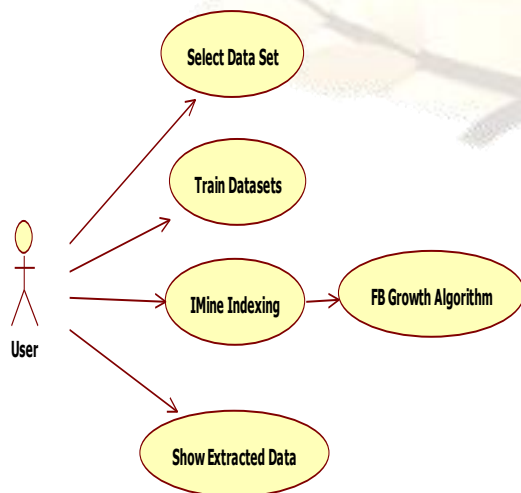 Select Data Set
Train Datasets
IMine Indexing
FB Growth Algorithm
User
Show Extracted Data